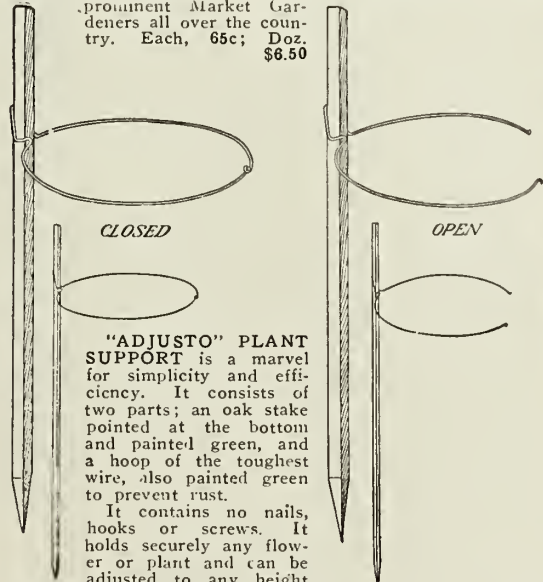 prominent Market Gar-
deners all over the coun-
try. Each, 65c; Doz.
$6.50
CLOSED
OPEN
"ADJUSTO" PLANT
SUPPORT is a marvel
for simplicity and effi-
ciency. It consists of
two parts; an oak stake
pointed at the bottom
and painted green, and
a hoop of the toughest
wire, also painted green
to prevent rust.
It contains no nails,
hooks or screws. It
holds securely any flow-
er or plant and can be
adjusted to any height